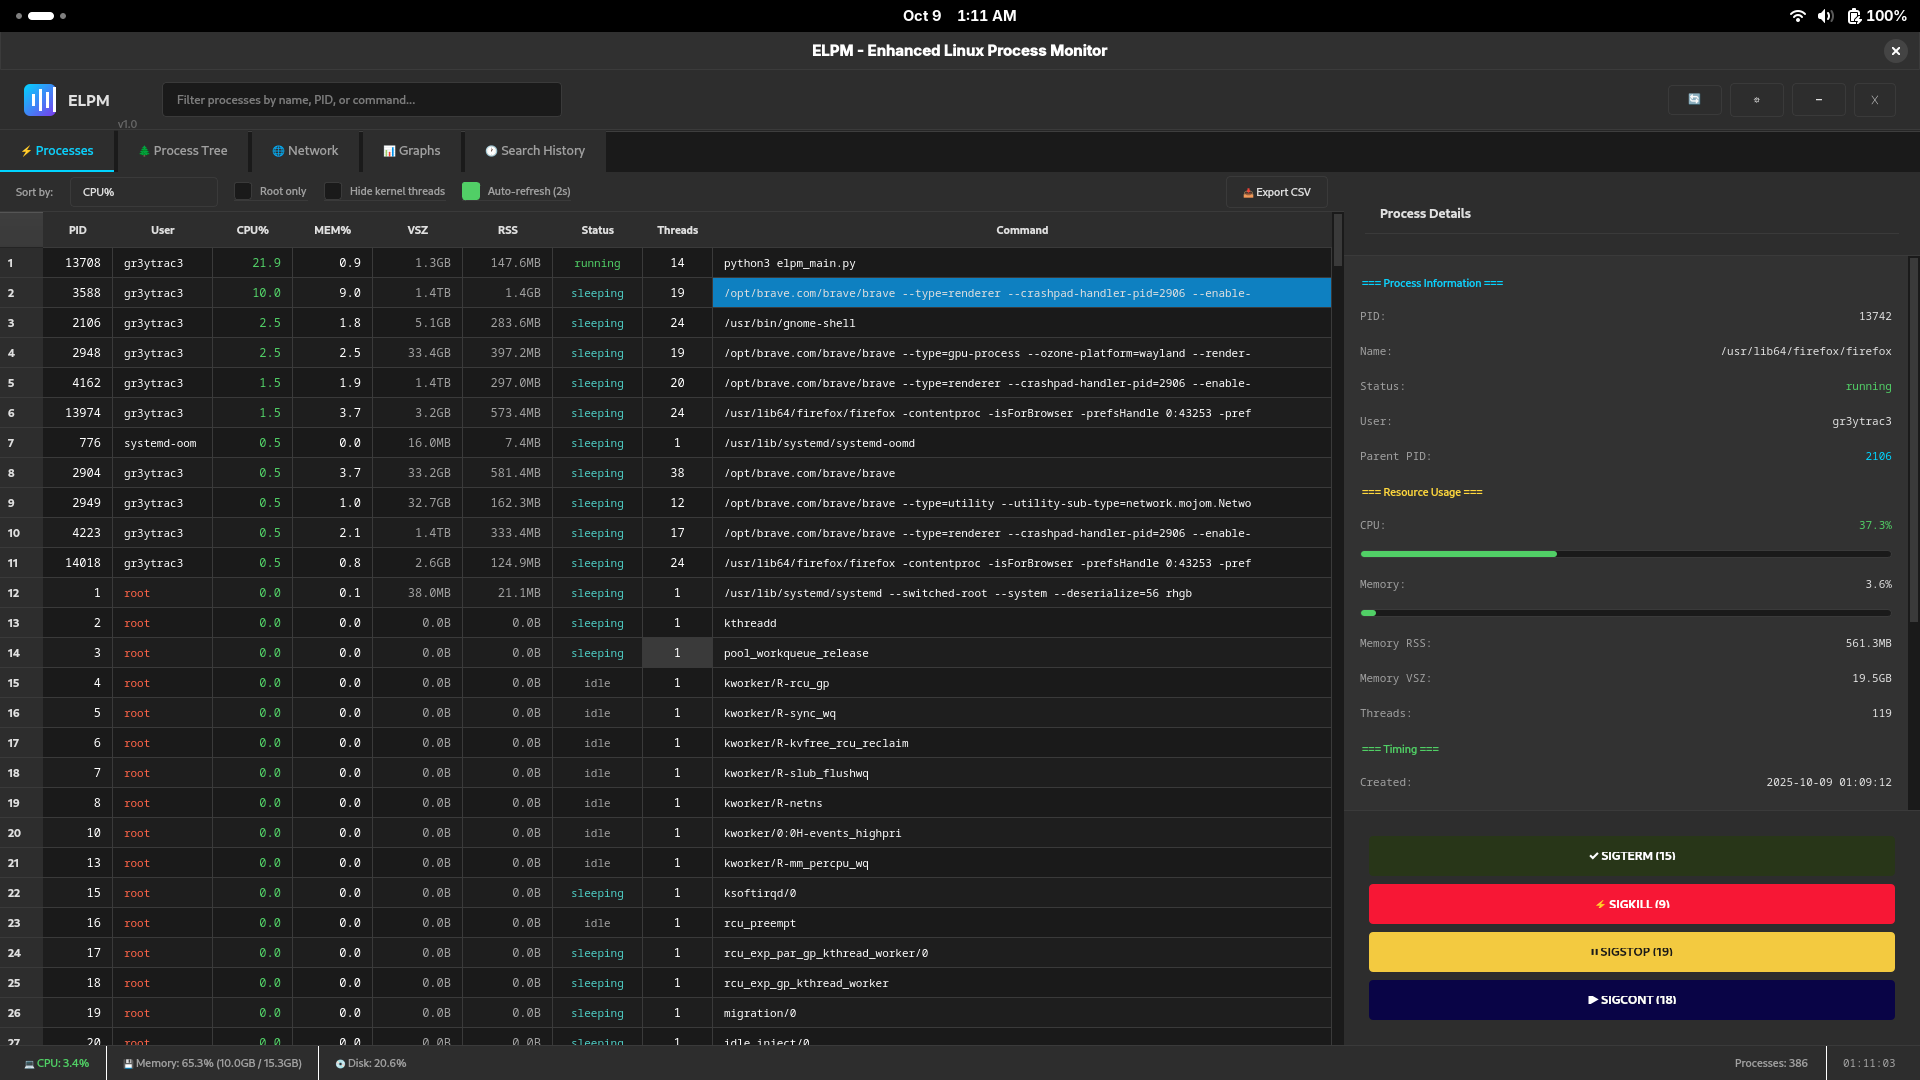 Oct 9 1:11 AM
100%
ELPM - Enhanced Linux Process Monitor
ELPM
v1.0
Filter processes by name, PID, or command...
X
Processes
Process Tree
Network
Graphs
Search History
Sort by: CPU% Root only Hide kernel threads Auto-refresh (2s) Export CSV
PID User CPU% MEM% VSZ RSS Status Threads Command
1 13708 gr3ytrac3 21.9 0.9 1.3GB 147.6MB running 14 python3 elpm_main.py
2 3588 gr3ytrac3 10.0 9.0 1.4TB 1.4GB sleeping 19 /opt/brave.com/brave/brave --type=renderer --crashpad-handler-pid=2906 --enable-
3 2106 gr3ytrac3 2.5 1.8 5.1GB 283.6MB sleeping 24 /usr/bin/gnome-shell
4 2948 gr3ytrac3 2.5 2.5 33.4GB 397.2MB sleeping 19 /opt/brave.com/brave/brave --type=gpu-process --ozone-platform=wayland --render-
5 4162 gr3ytrac3 1.5 1.9 1.4TB 297.0MB sleeping 20 /opt/brave.com/brave/brave --type=renderer --crashpad-handler-pid=2906 --enable-
6 13974 gr3ytrac3 1.5 3.7 3.2GB 573.4MB sleeping 24 /usr/lib64/firefox/firefox -contentproc -isForBrowser -prefsHandle 0:43253 -pref
7 776 systemd-oom 0.5 0.0 16.0MB 7.4MB sleeping 1 /usr/lib/systemd/systemd-oomd
8 2904 gr3ytrac3 0.5 3.7 33.2GB 581.4MB sleeping 38 /opt/brave.com/brave/brave
9 2949 gr3ytrac3 0.5 1.0 32.7GB 162.3MB sleeping 12 /opt/brave.com/brave/brave --type=utility --utility-sub-type=network.mojom.Netwo
10 4223 gr3ytrac3 0.5 2.1 1.4TB 333.4MB sleeping 17 /opt/brave.com/brave/brave --type=renderer --crashpad-handler-pid=2906 --enable-
11 14018 gr3ytrac3 0.5 0.8 2.6GB 124.9MB sleeping 24 /usr/lib64/firefox/firefox -contentproc -isForBrowser -prefsHandle 0:43253 -pref
12 1 root 0.0 0.1 38.0MB 21.1MB sleeping 1 /usr/lib/systemd/systemd --switched-root --system --deserialize=56 rhgb
13 2 root 0.0 0.0 0.0B 0.0B sleeping 1 kthreadd
14 3 root 0.0 0.0 0.0B 0.0B sleeping 1 pool_workqueue_release
15 4 root 0.0 0.0 0.0B 0.0B idle 1 kworker/R-rcu_gp
16 5 root 0.0 0.0 0.0B 0.0B idle 1 kworker/R-sync_wq
17 6 root 0.0 0.0 0.0B 0.0B idle 1 kworker/R-kvfree_rcu_reclaim
18 7 root 0.0 0.0 0.0B 0.0B idle 1 kworker/R-slub_flushwq
19 8 root 0.0 0.0 0.0B 0.0B idle 1 kworker/R-netns
20 10 root 0.0 0.0 0.0B 0.0B idle 1 kworker/0:0H-events_highpri
21 13 root 0.0 0.0 0.0B 0.0B idle 1 kworker/R-mm_percpu_wq
22 15 root 0.0 0.0 0.0B 0.0B sleeping 1 ksoftirqd/0
23 16 root 0.0 0.0 0.0B 0.0B idle 1 rcu_preempt
24 17 root 0.0 0.0 0.0B 0.0B sleeping 1 rcu_exp_par_gp_kthread_worker/0
25 18 root 0.0 0.0 0.0B 0.0B sleeping 1 rcu_exp_gp_kthread_worker
26 19 root 0.0 0.0 0.0B 0.0B sleeping 1 migration/0
27 20 root 0.0 0.0 0.0B 0.0B sleeping 1 idle_inject/0
Process Details
=== Process Information ===
PID: 13742
Name: /usr/lib64/firefox/firefox
Status: running
User: gr3ytrac3
Parent PID: 2106
=== Resource Usage ===
CPU: 37.3%
Memory: 3.6%
Memory RSS: 561.3MB
Memory VSZ: 19.5GB
Threads: 119
=== Timing ===
Created: 2025-10-09 01:09:12
SIGTERM (15)
SIGKILL (9)
SIGSTOP (19)
SIGCONT (18)
CPU: 3.4% Memory: 65.3% (10.0GB / 15.3GB) Disk: 20.6% Processes: 386 01:11:03